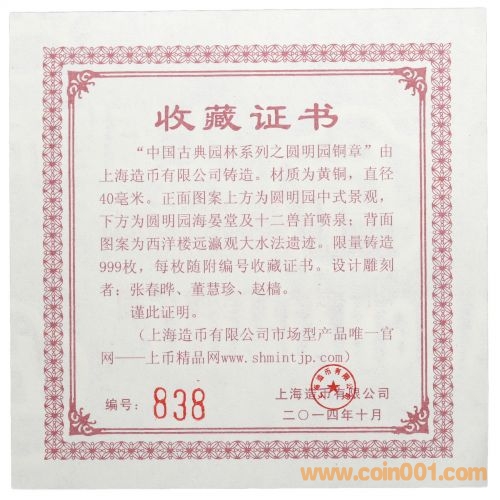 收藏证书
“中国古典园林系列之圆明园铜章”由
上海造币有限公司铸造。材质为黄铜，直径
40毫米。正面图案上方为圆明园中式景观，
下方为圆明园海晏堂及十二兽首喷泉；背面
图案为西洋楼远瀛观大水法遗迹。限量铸造
999枚，每枚随附编号收藏证书。设计雕刻
者：张春晔、董慧珍、赵樯。
谨此证明。
（上海造币有限公司市场型产品唯一官
网——上币精品网www.shmintjp.com）
编号：838
上海造币有限公司
二〇一四年十月
www.coin001.com